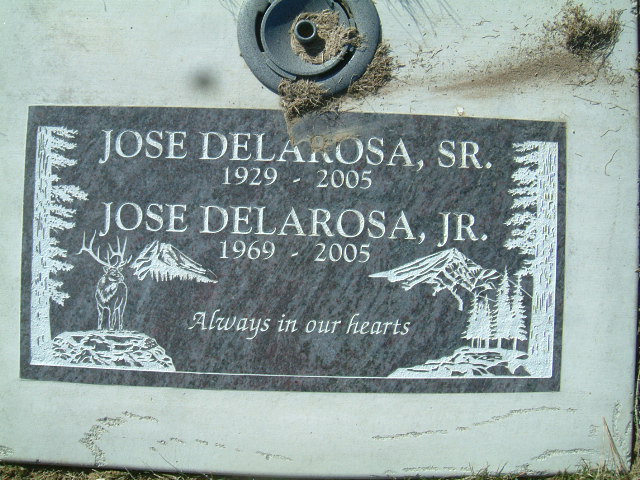 JOSE DELAROSA, SR.
1929 - 2005
JOSE DELAROSA, JR.
1969 - 2005
Always in our hearts